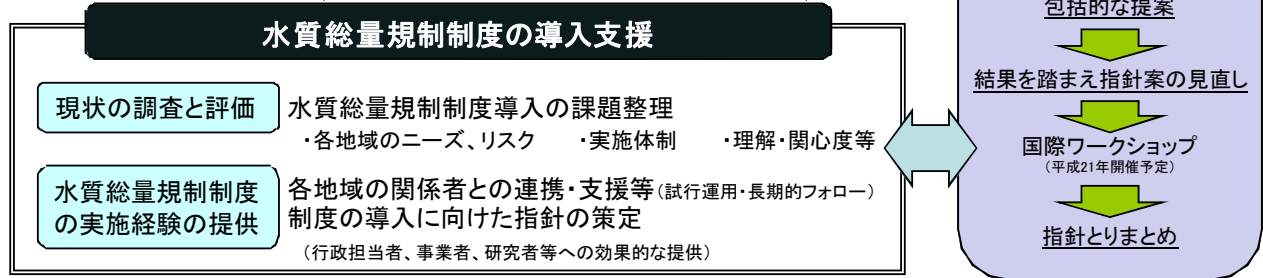 水質総量規制制度の導入支援
現状の調査と評価
水質総量規制制度導入の課題整理
・各地域のニーズ、リスク ・実施体制 ・理解・関心度等
水質総量規制制度
の実施経験の提供
各地域の関係者との連携・支援等(試行運用・長期的フォロー)
制度の導入に向けた指針の策定
(行政担当者、事業者、研究者等への効果的な提供)
包括的な提案
結果を踏まえ指針案の見直し
国際ワークショップ
(平成21年開催予定)
指針とりまとめ